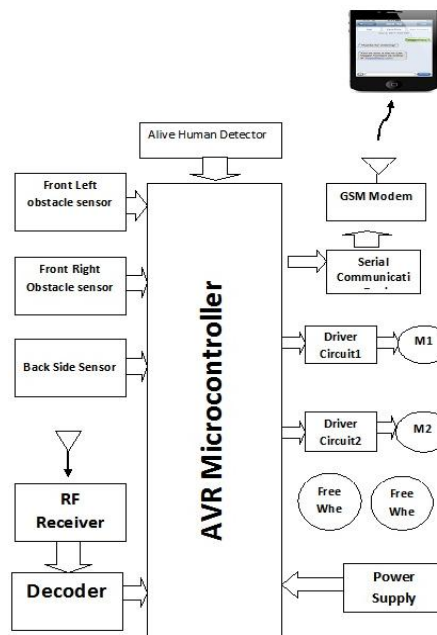 Alive Human Detector
Front Left
obstacle sensor
Front Right
Obstacle sensor
Back Side Sensor
RF
Receiver
Decoder
AVR Microcontroller
GSM Modem
Serial
Communicati
Driver
Circuit1
M1
Driver
Circuit2
M2
Free
Whe
Free
Whe
Power
Supply